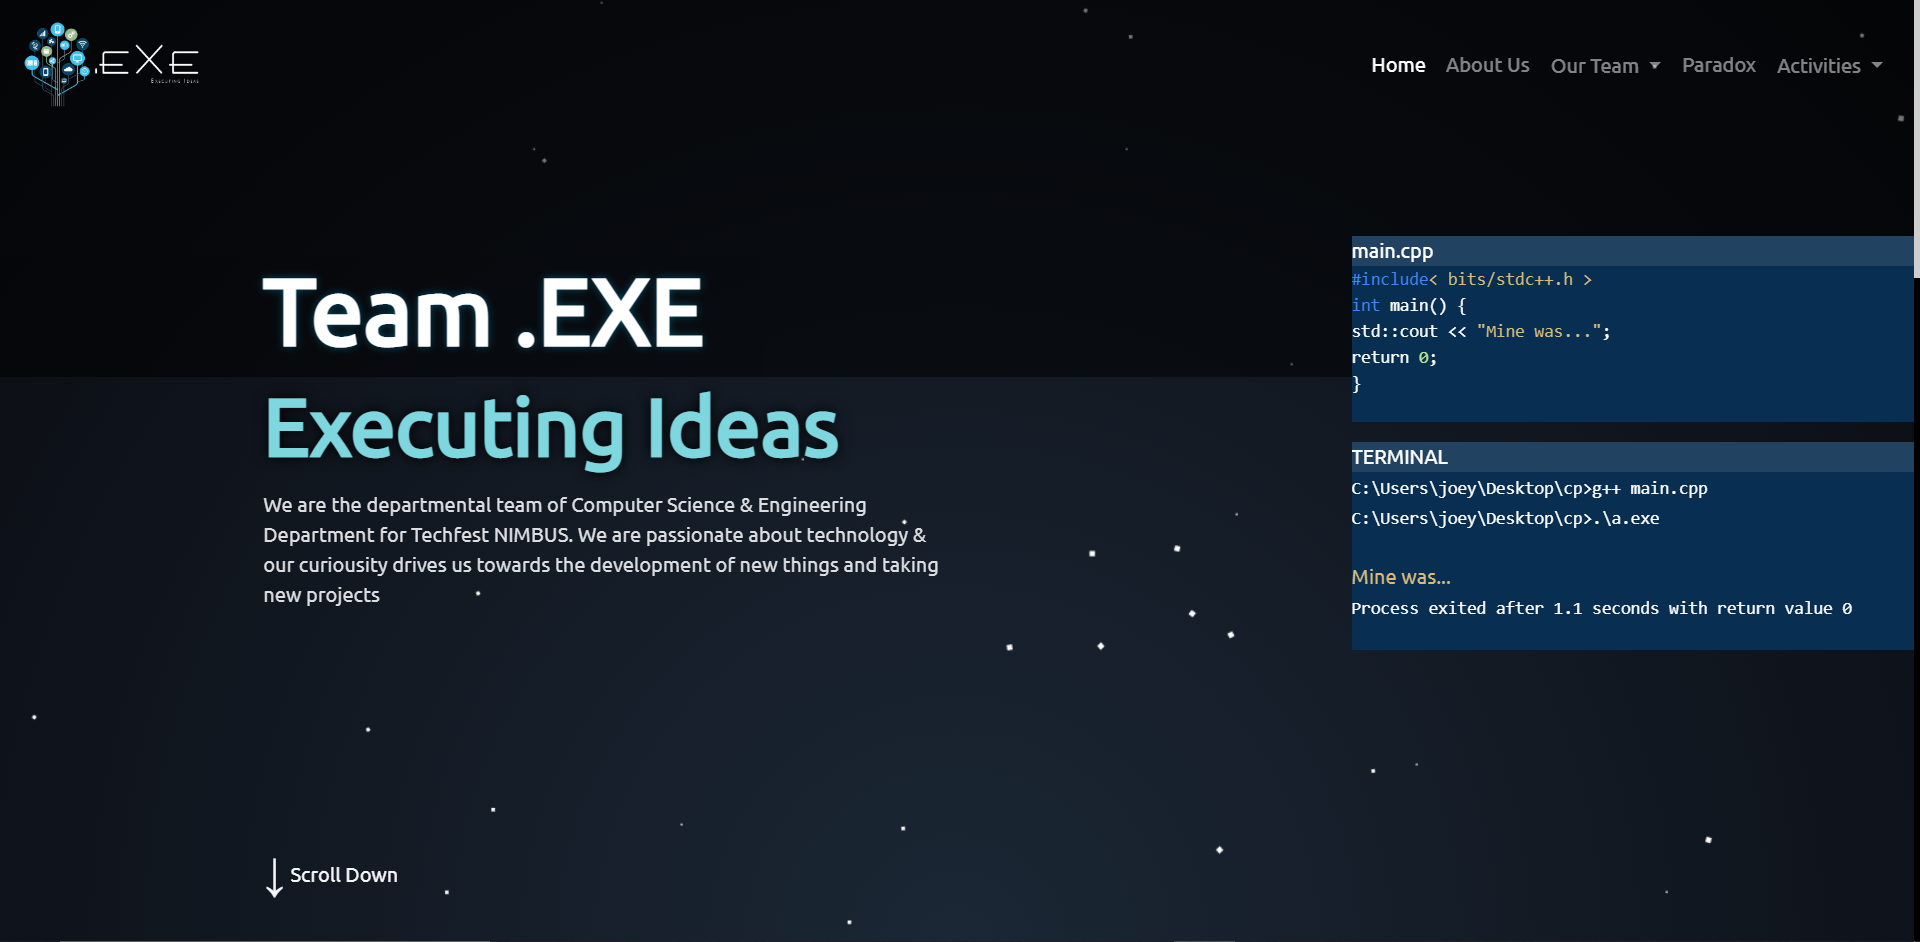 .EXE
Executing Ideas
Home About Us Our Team Paradox Activities
Team .EXE
Executing Ideas
We are the departmental team of Computer Science & Engineering
Department for Techfest NIMBUS. We are passionate about technology &
our curiousity drives us towards the development of new things and taking
new projects
Scroll Down
main.cpp
#include< bits/stdc++.h >
int main() {
std::cout << "Mine was...";
return 0;
}
TERMINAL
C:\Users\joey\Desktop\cp>g++ main.cpp
C:\Users\joey\Desktop\cp>.\a.exe
Mine was...
Process exited after 1.1 seconds with return value 0